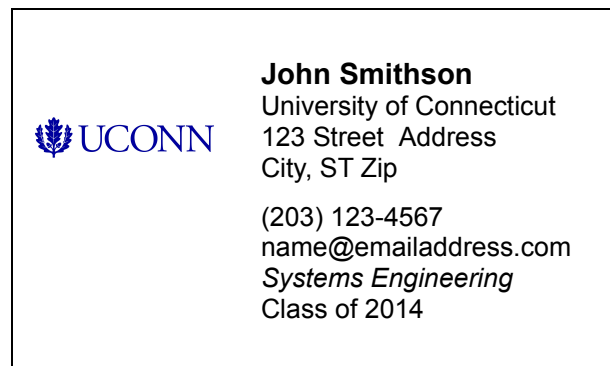 UCONN
John Smithson
University of Connecticut
123 Street Address
City, ST Zip
(203) 123-4567
name@emailaddress.com
Systems Engineering
Class of 2014